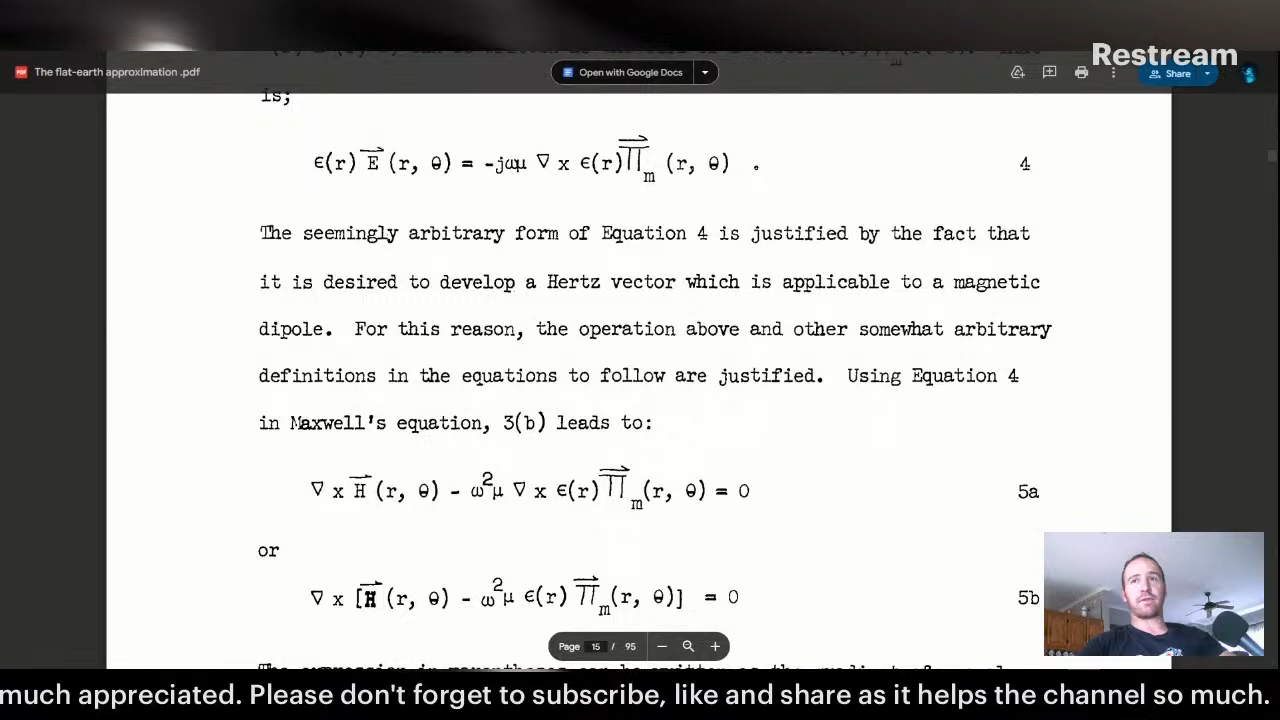 Restream
The flat-earth approximation .pdf
Open with Google Docs
Share
is;
ϵ(r) E⃗ (r, θ) = -jωμ ∇ x ϵ(r) Π⃗ₘ (r, θ) . 4
The seemingly arbitrary form of Equation 4 is justified by the fact that
it is desired to develop a Hertz vector which is applicable to a magnetic
dipole. For this reason, the operation above and other somewhat arbitrary
definitions in the equations to follow are justified. Using Equation 4
in Maxwell's equation, 3(b) leads to:
∇ x H⃗ (r, θ) - ω²μ ∇ x ϵ(r) Π⃗ₘ(r, θ) = 0 5a
or
∇ x [H⃗ (r, θ) - ω²μ ϵ(r) Π⃗ₘ(r, θ)] = 0 5b
Page 15 / 95
much appreciated. Please don't forget to subscribe, like and share as it helps the channel so much.